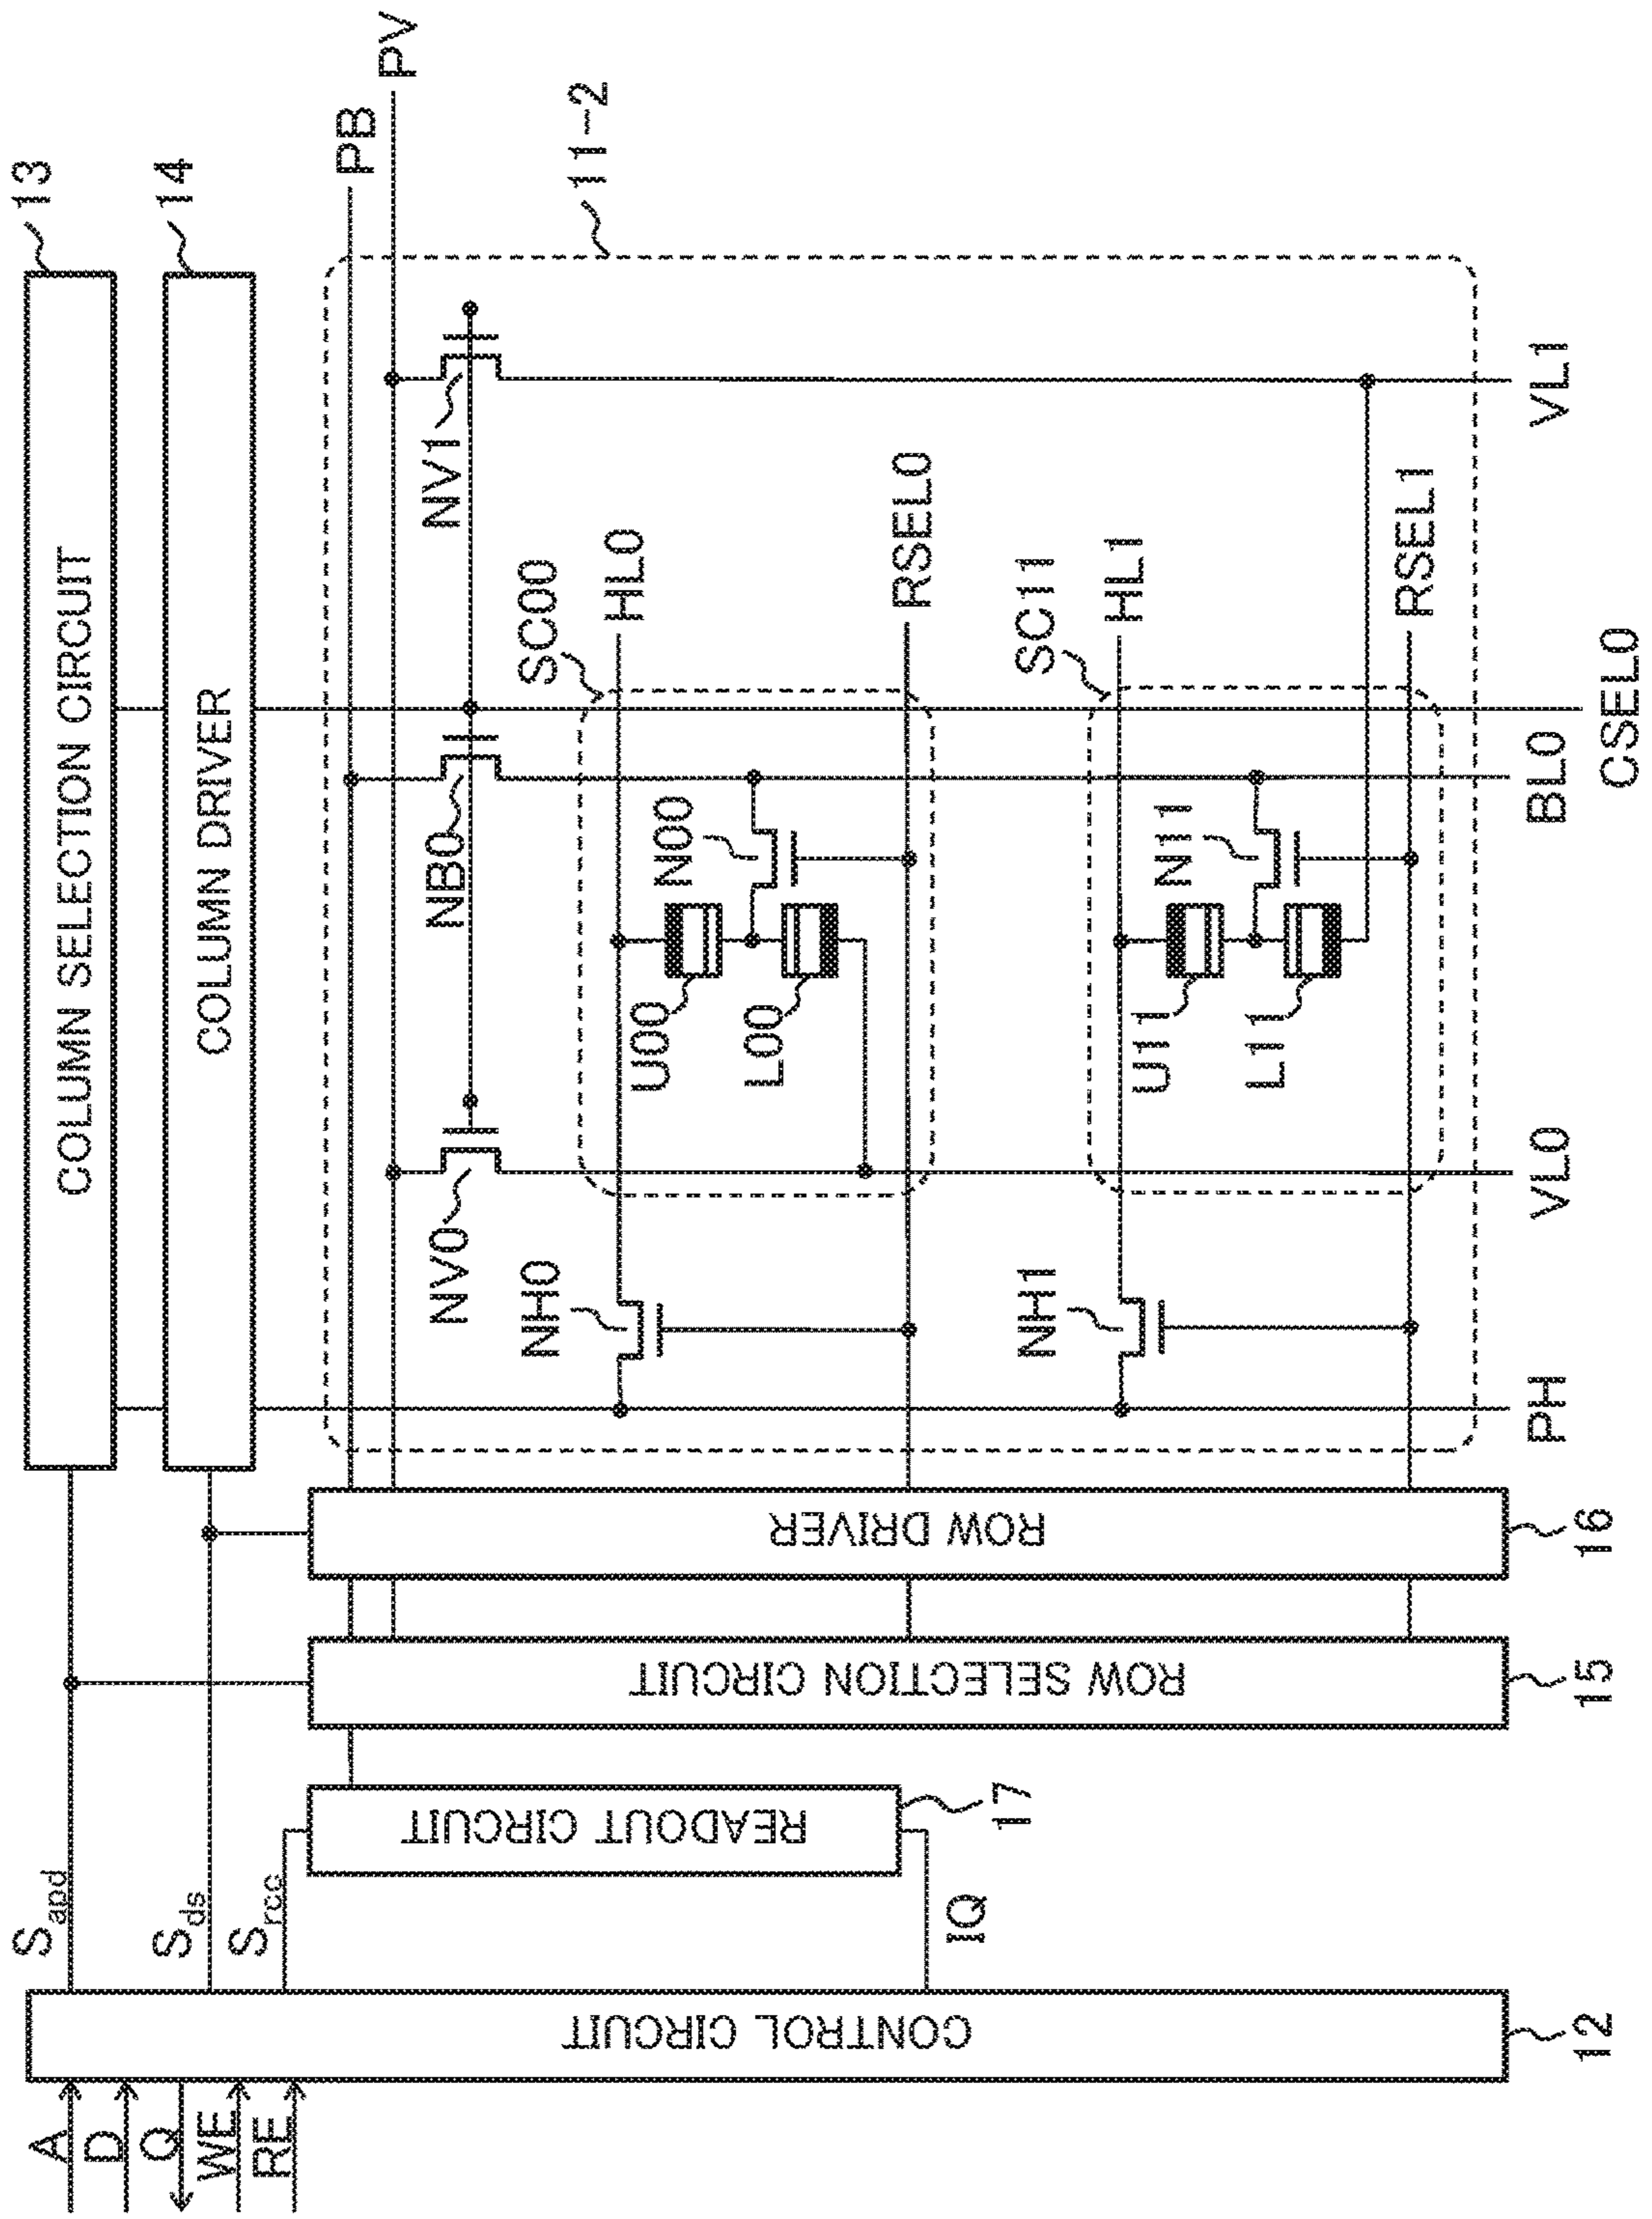 13
COLUMN SELECTION CIRCUIT
14
COLUMN DRIVER
PB
PV
11-2
NV0
NB0
NV1
NH0
SC00
HL0
U00
N00
L00
RSEL0
NH1
SC11
HL1
U11
N11
L11
RSEL1
PH
VL0
BL0
CSEL0
VL1
ROW DRIVER
16
ROW SELECTION CIRCUIT
15
READOUT CIRCUIT
17
Sapd
Sds
Srcc
IQ
CONTROL CIRCUIT
12
A
D
Q
WE
RE